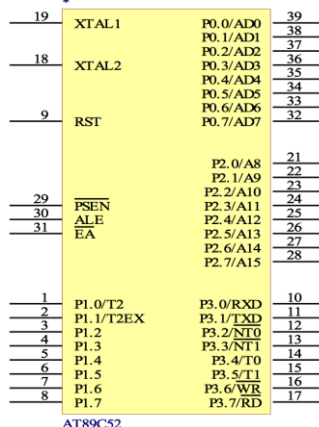 19 XTAL1 P0.0/AD0 39
P0.1/AD1 38
P0.2/AD2 37
18 XTAL2 P0.3/AD3 36
P0.4/AD4 35
P0.5/AD5 34
P0.6/AD6 33
9 RST P0.7/AD7 32
P2.0/A8 21
P2.1/A9 22
P2.2/A10 23
29 PSEN P2.3/A11 24
30 ALE P2.4/A12 25
31 EA P2.5/A13 26
P2.6/A14 27
P2.7/A15 28
1 P1.0/T2 P3.0/RXD 10
2 P1.1/T2EX P3.1/TXD 11
3 P1.2 P3.2/NT0 12
4 P1.3 P3.3/NT1 13
5 P1.4 P3.4/T0 14
6 P1.5 P3.5/T1 15
7 P1.6 P3.6/WR 16
8 P1.7 P3.7/RD 17
AT89C52